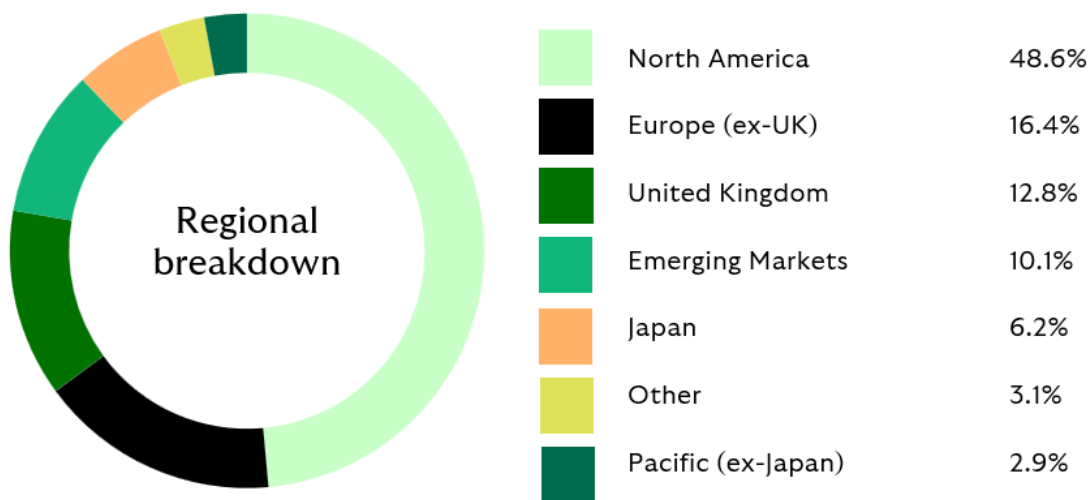 Regional
breakdown
North America 48.6%
Europe (ex-UK) 16.4%
United Kingdom 12.8%
Emerging Markets 10.1%
Japan 6.2%
Other 3.1%
Pacific (ex-Japan) 2.9%